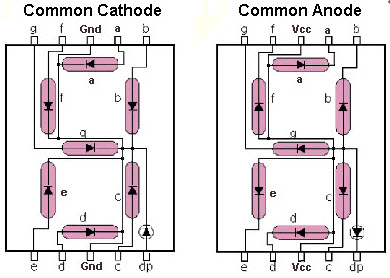 Common Cathode
Common Anode
g f Gnd a b
g f Vcc a b
a
a
f b
f b
g
g
e c
e c
d
d
e d Gnd c dp
e d Vcc c dp